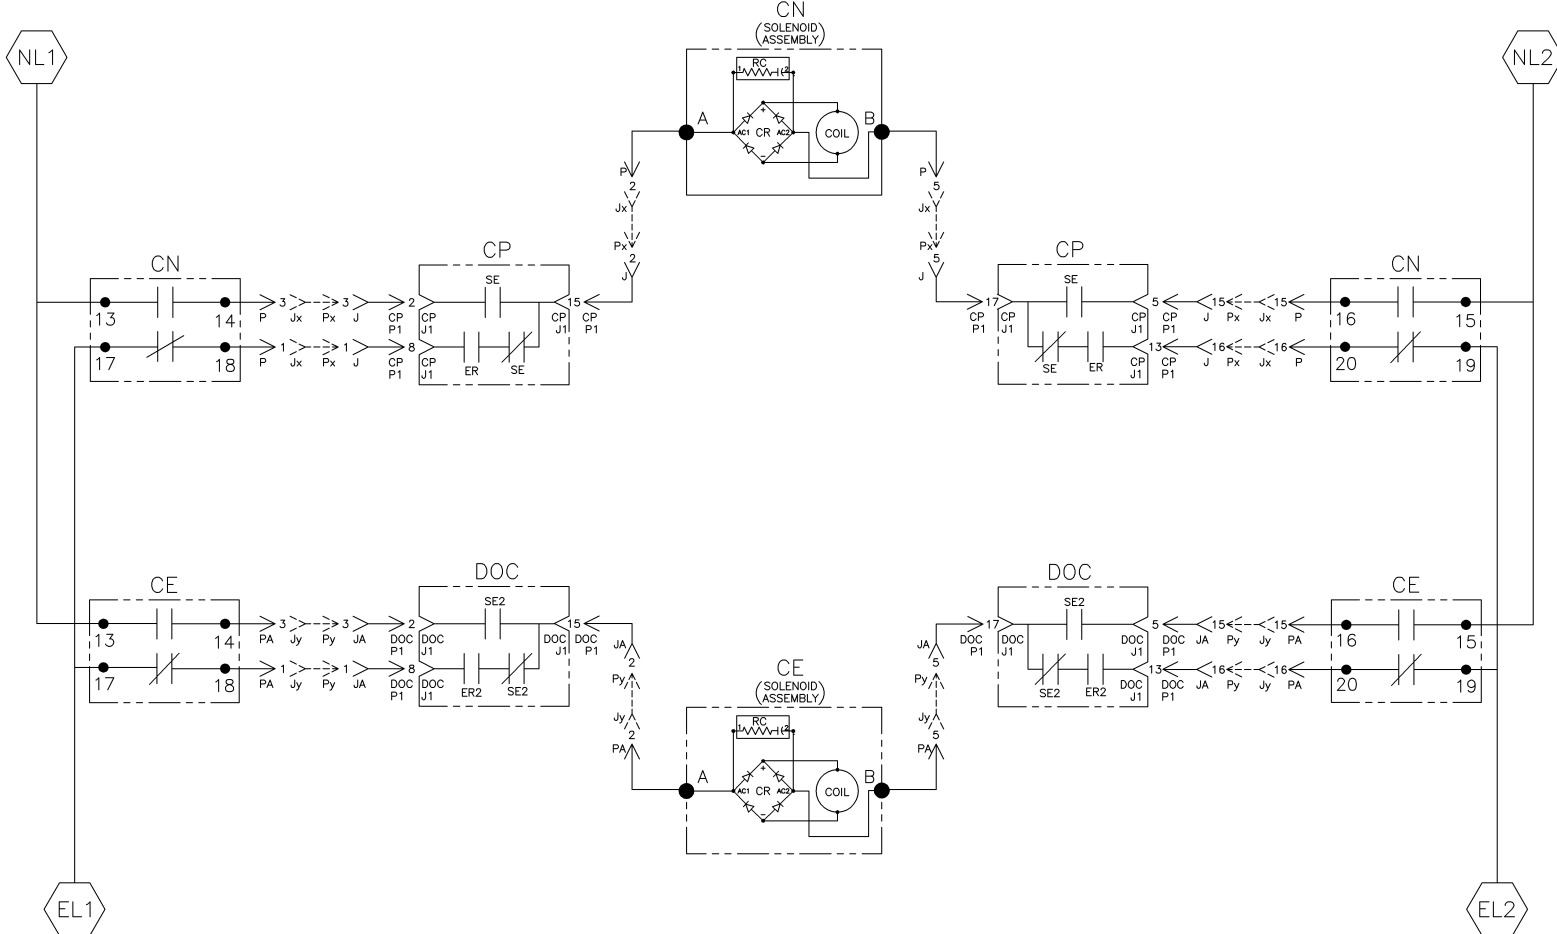 CN
(SOLENOID
ASSEMBLY)
NL1
NL2
1 RC 2
A
+
AC1 CR AC2
-
COIL
B
P
2
Jx
Px
2
J
P
5
Jx
Px
5
J
CN
13
14
17
18
P 3 Jx Px 3 J
P 1 Jx Px 1 J
CP
SE
2
CP
P1
CP
J1
8
CP
P1
CP
J1
ER
SE
15
CP
J1
CP
P1
CP
SE
17
CP
P1
CP
J1
SE
ER
5
CP
J1
CP
P1
13
CP
J1
CP
P1
J 15 Px Jx 15 P
J 16 Px Jx 16 P
CN
16
15
20
19
CE
13
14
17
18
PA 3 Jy Py 3 JA
PA 1 Jy Py 1 JA
DOC
SE2
2
DOC
P1
DOC
J1
8
DOC
P1
DOC
J1
ER2
SE2
15
DOC
J1
DOC
P1
JA
2
Py
Jy
2
PA
CE
(SOLENOID
ASSEMBLY)
1 RC 2
A
+
AC1 CR AC2
-
COIL
B
JA
5
Py
Jy
5
PA
DOC
SE2
17
DOC
P1
DOC
J1
SE2
ER2
5
DOC
J1
DOC
P1
13
DOC
J1
DOC
P1
JA 15 Py Jy 15 PA
JA 16 Py Jy 16 PA
CE
16
15
20
19
EL1
EL2